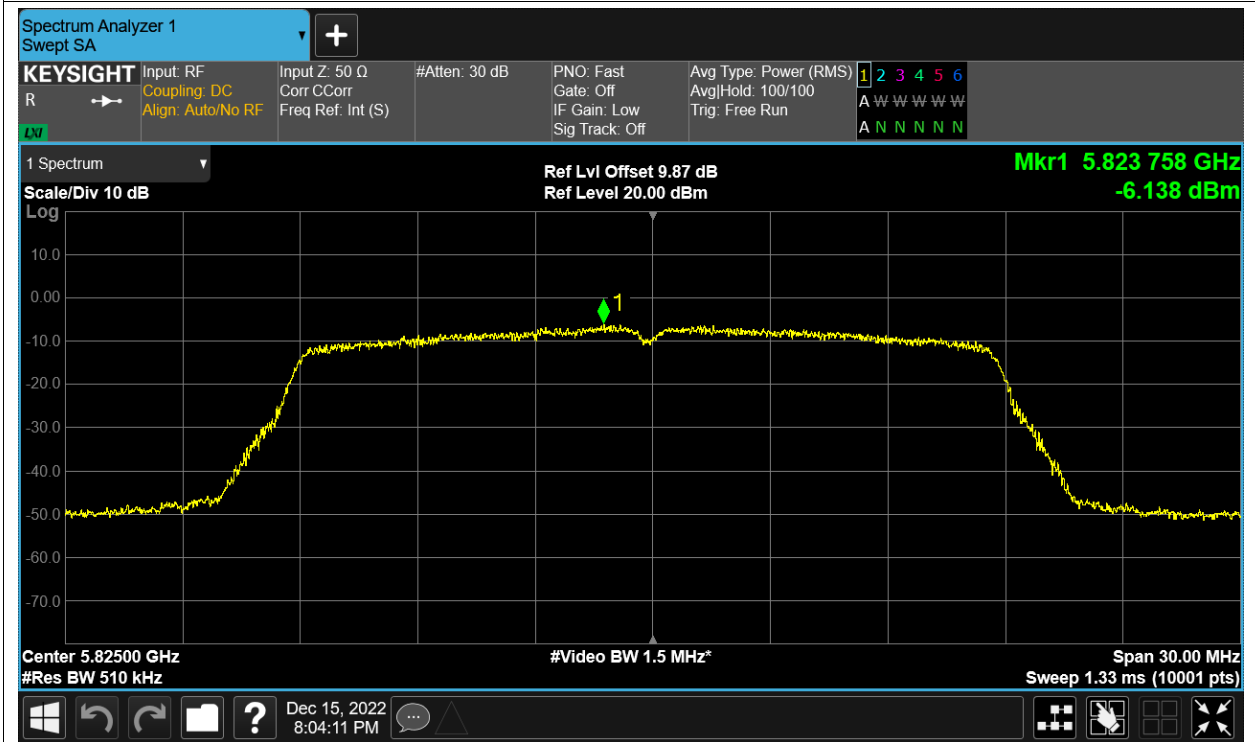 Spectrum Analyzer 1
Swept SA
+
KEYSIGHT
R
LXI
Input: RF
Coupling: DC
Align: Auto/No RF
Input Z: 50 Ω
Corr CCorr
Freq Ref: Int (S)
#Atten: 30 dB
PNO: Fast
Gate: Off
IF Gain: Low
Sig Track: Off
Avg Type: Power (RMS)
Avg|Hold: 100/100
Trig: Free Run
1 2 3 4 5 6
A W W W W W
A N N N N N
1 Spectrum
Scale/Div 10 dB
Log
Ref Lvl Offset 9.87 dB
Ref Level 20.00 dBm
Mkr1 5.823 758 GHz
-6.138 dBm
10.0
0.00
-10.0
-20.0
-30.0
-40.0
-50.0
-60.0
-70.0
1
Center 5.82500 GHz
#Res BW 510 kHz
#Video BW 1.5 MHz*
Span 30.00 MHz
Sweep 1.33 ms (10001 pts)
?
Dec 15, 2022
8:04:11 PM